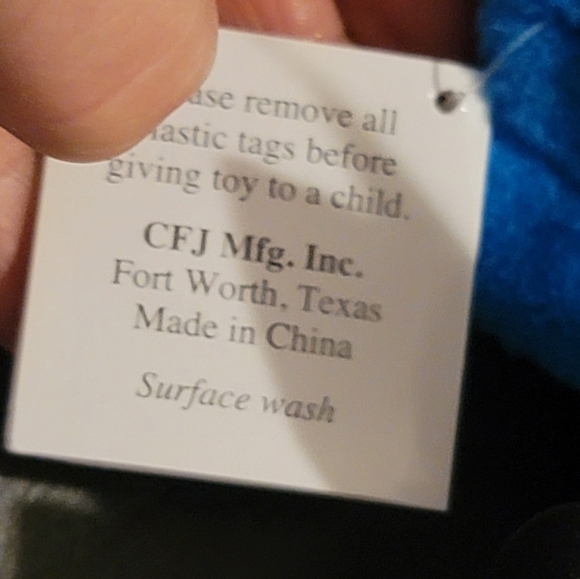 ase remove all
lastic tags before
giving toy to a child.
CFJ Mfg. Inc.
Fort Worth, Texas
Made in China
Surface wash